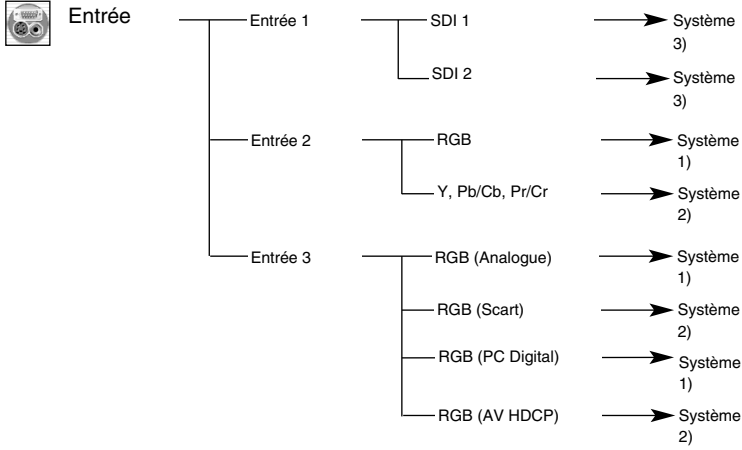 Entrée
Entrée 1
SDI 1
Système
3)
SDI 2
Système
3)
Entrée 2
RGB
Système
1)
Y, Pb/Cb, Pr/Cr
Système
2)
Entrée 3
RGB (Analogue)
Système
1)
RGB (Scart)
Système
2)
RGB (PC Digital)
Système
1)
RGB (AV HDCP)
Système
2)